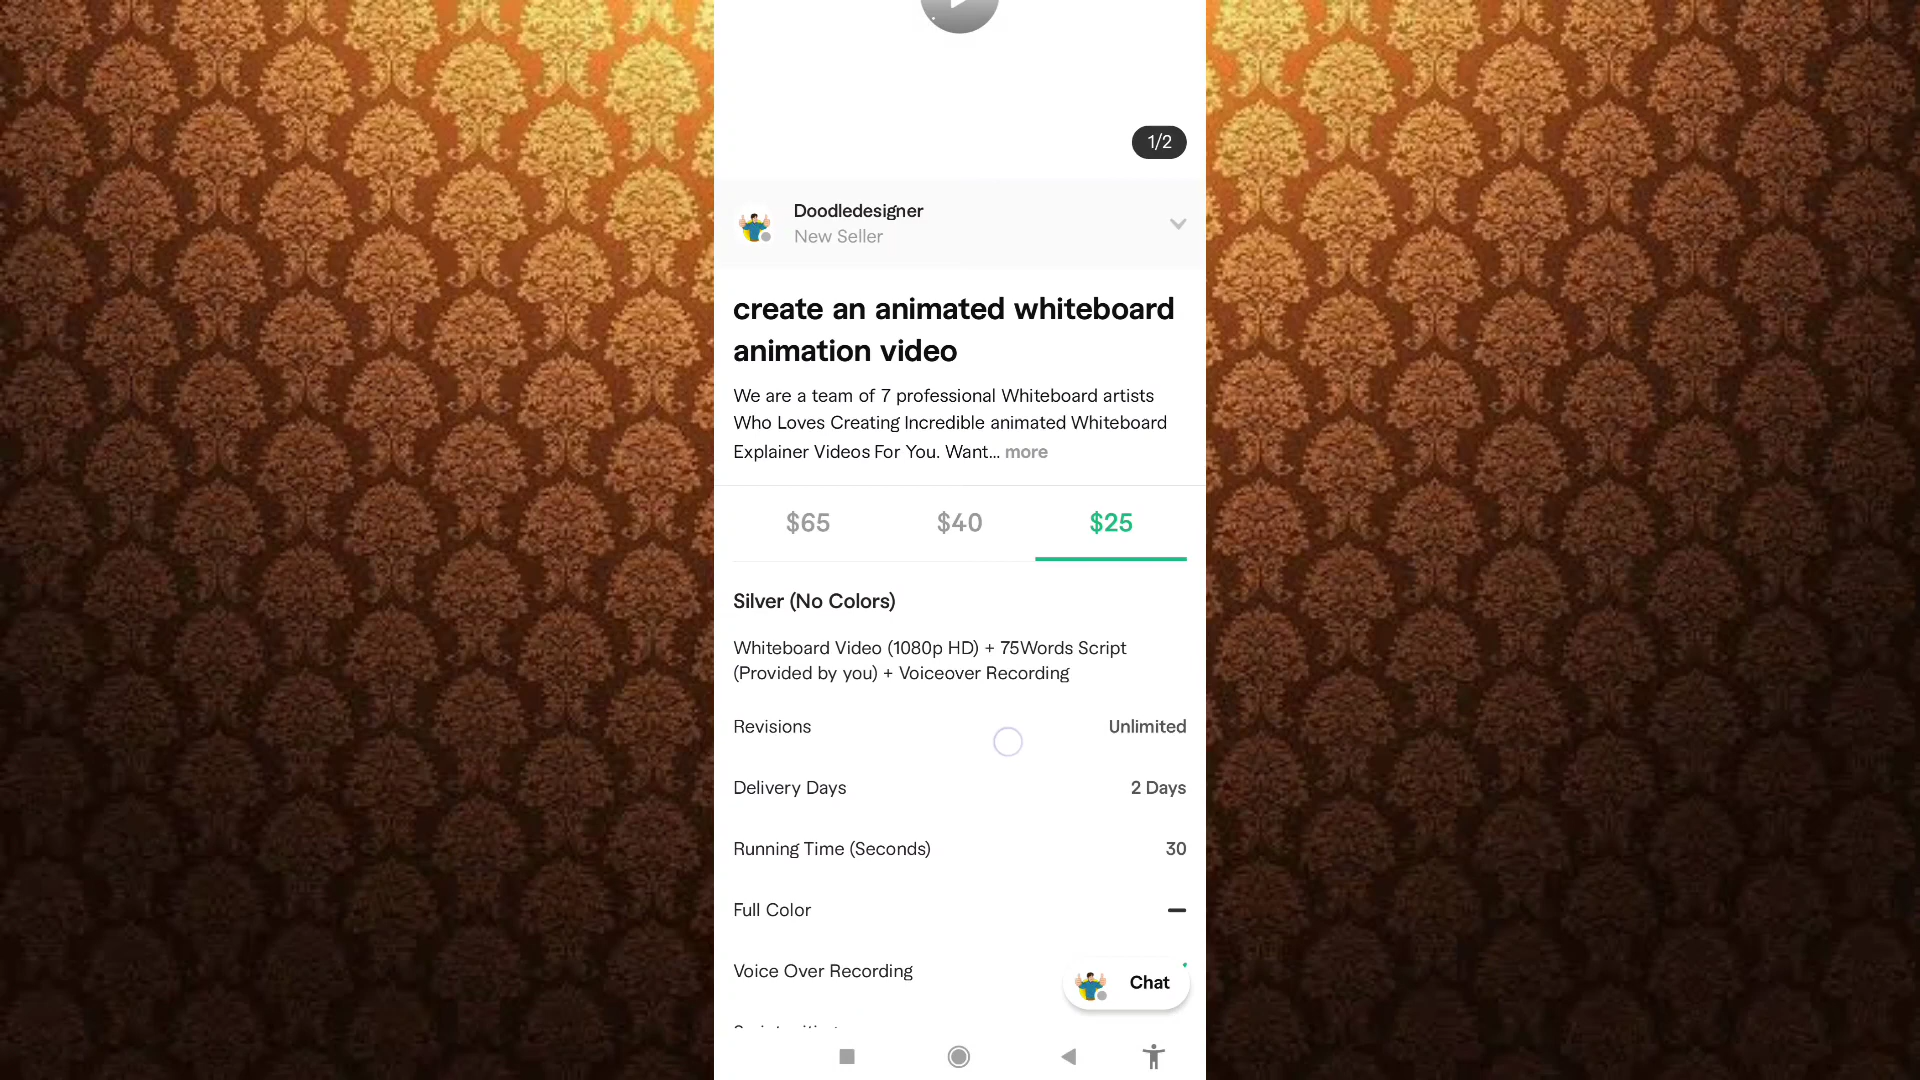 1/2
Doodledesigner
New Seller
create an animated whiteboard
animation video
We are a team of 7 professional Whiteboard artists
Who Loves Creating Incredible animated Whiteboard
Explainer Videos For You. Want... more
$65 $40 $25
Silver (No Colors)
Whiteboard Video (1080p HD) + 75Words Script
(Provided by you) + Voiceover Recording
Revisions Unlimited
Delivery Days 2 Days
Running Time (Seconds) 30
Full Color –
Voice Over Recording
Chat